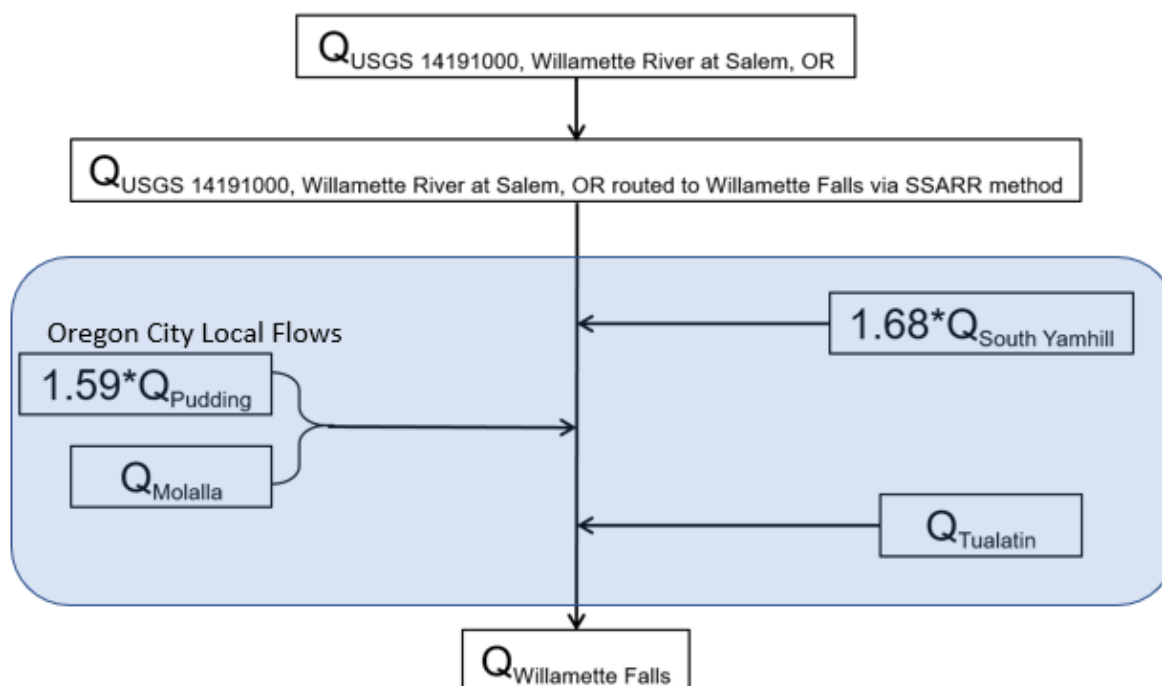 QUSGS 14191000, Willamette River at Salem, OR
QUSGS 14191000, Willamette River at Salem, OR routed to Willamette Falls via SSARR method
1.68*QSouth Yamhill
Oregon City Local Flows
1.59*QPudding
QMolalla
QTualatin
QWillamette Falls